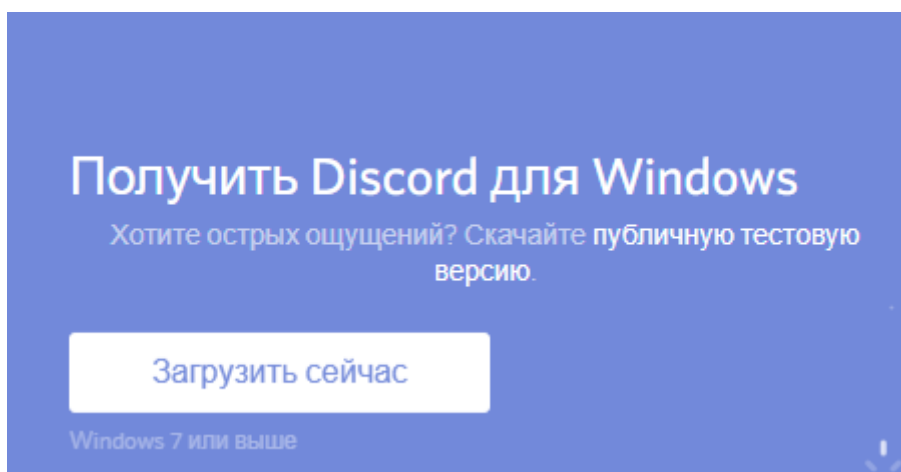 Получить Discord для Windows
Хотите острых ощущений? Скачайте публичную тестовую
версию.
Загрузить сейчас
Windows 7 или выше